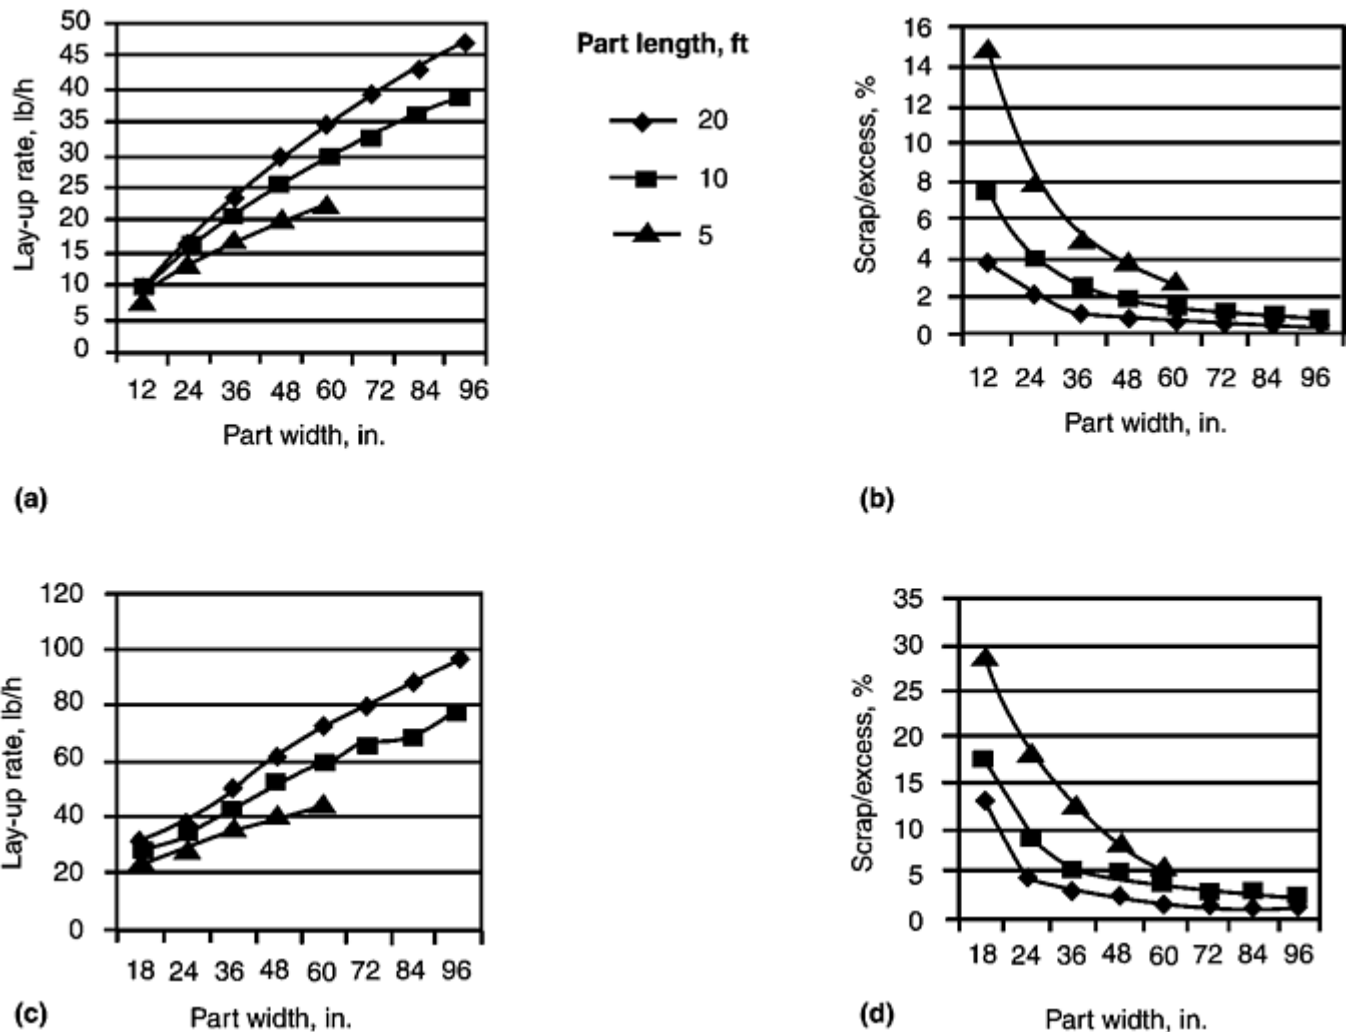 50
45
40
35
30
25
20
15
10
5
0
Lay-up rate, lb/h
12 24 36 48 60 72 84 96
Part width, in.
(a)
Part length, ft
20
10
5
16
14
12
10
8
6
4
2
0
Scrap/excess, %
12 24 36 48 60 72 84 96
Part width, in.
(b)
120
100
80
60
40
20
0
Lay-up rate, lb/h
18 24 36 48 60 72 84 96
Part width, in.
(c)
35
30
25
20
15
10
5
0
Scrap/excess, %
18 24 36 48 60 72 84 96
Part width, in.
(d)